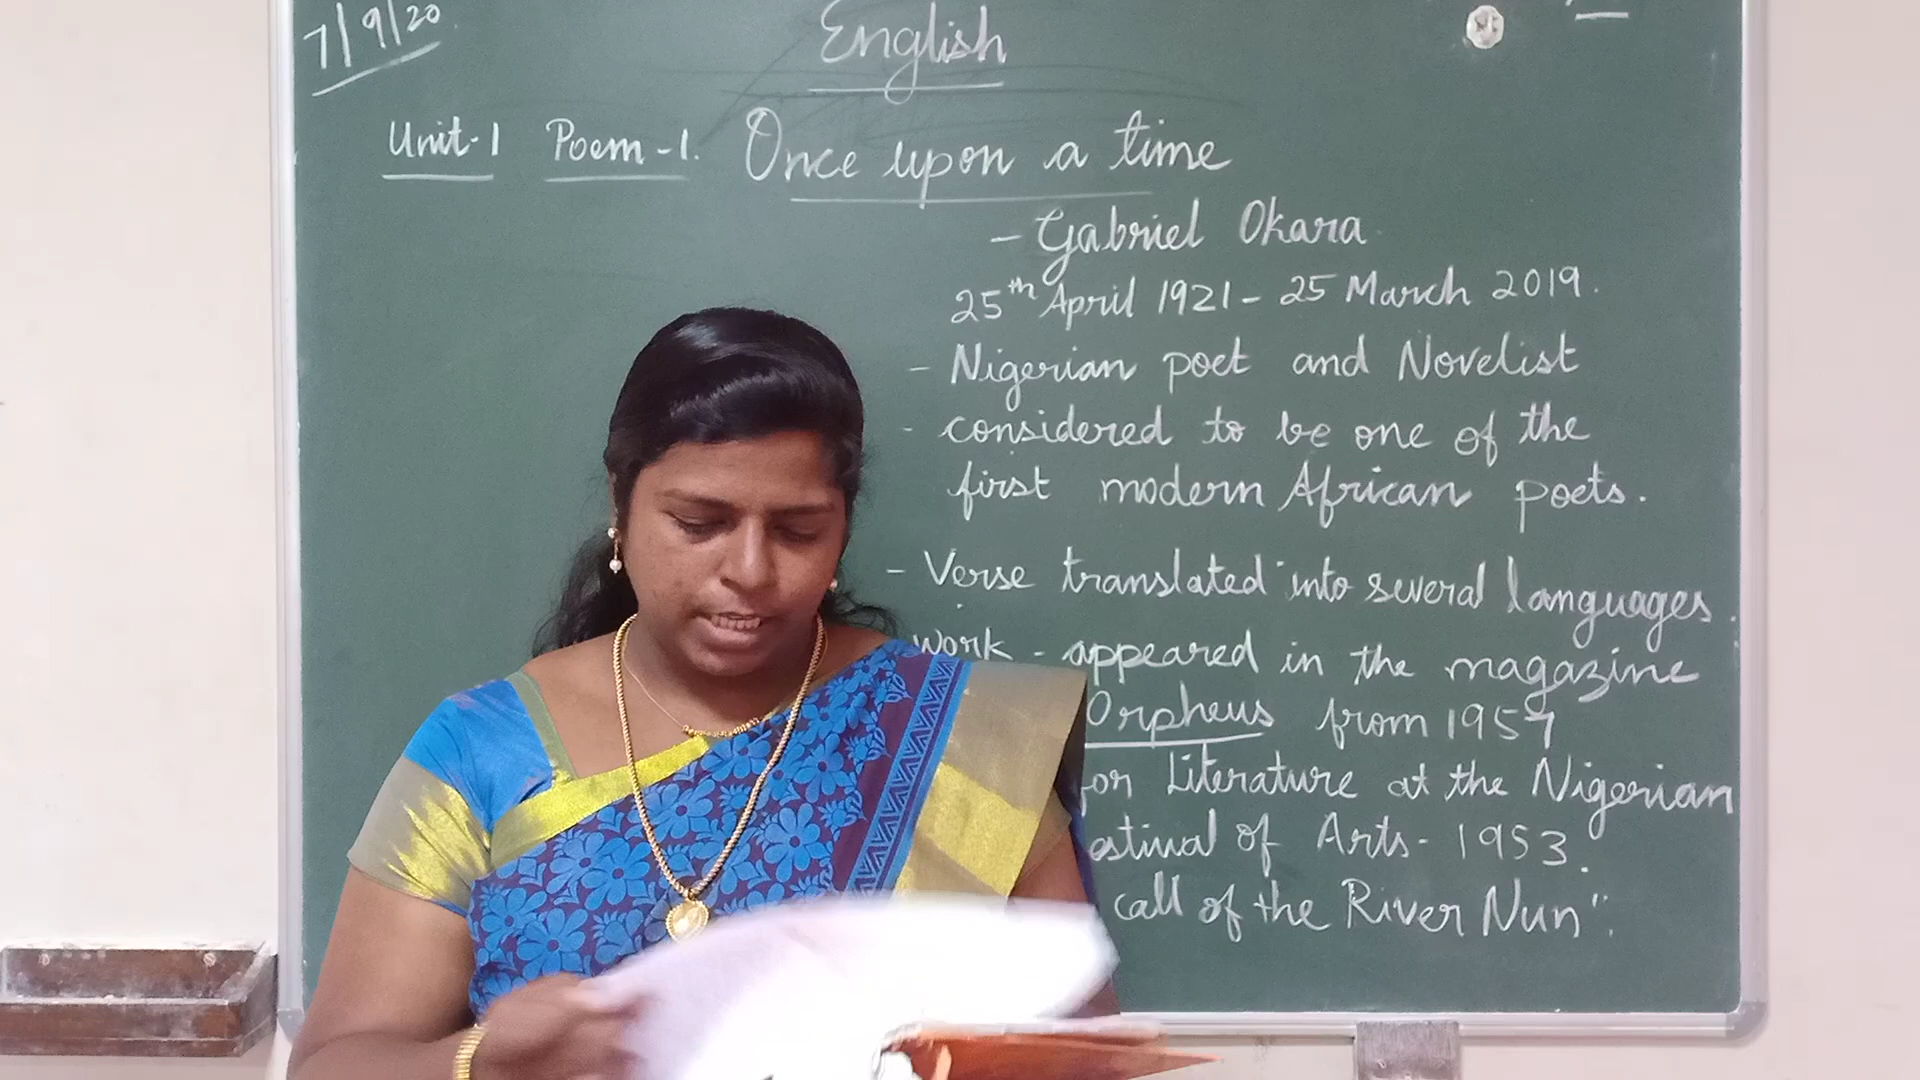 7/9/20
English
Unit-1 Poem-1. Once upon a time
- Gabriel Okara
25th April 1921 - 25 March 2019.
- Nigerian poet and Novelist
- considered to be one of the
first modern African poets.
- Verse translated into several languages.
work - appeared in the magazine
Orpheus from 1957
for Literature at the Nigerian
estival of Arts - 1953.
call of the River Nun".